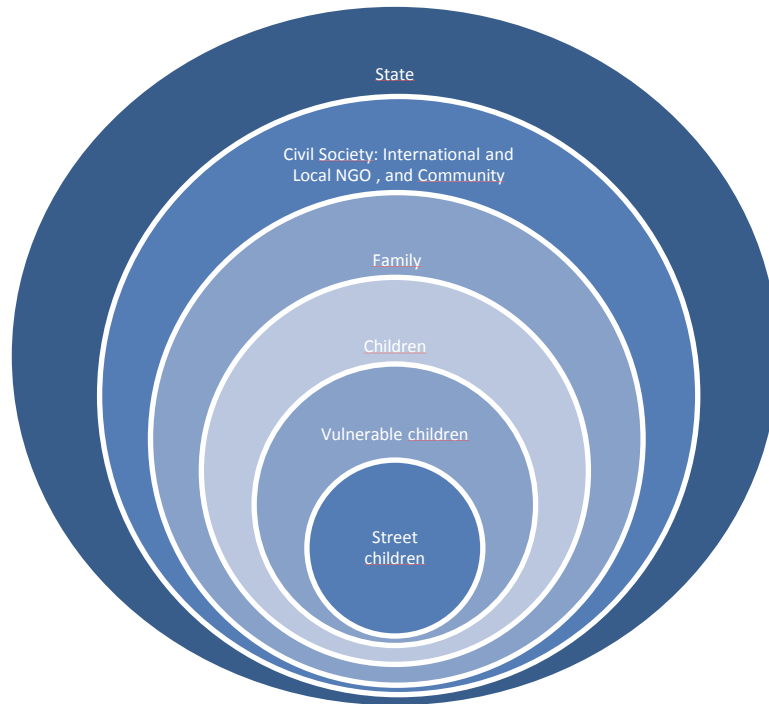 State
Civil Society: International and
Local NGO , and Community
Family
Children
Vulnerable children
Street
children